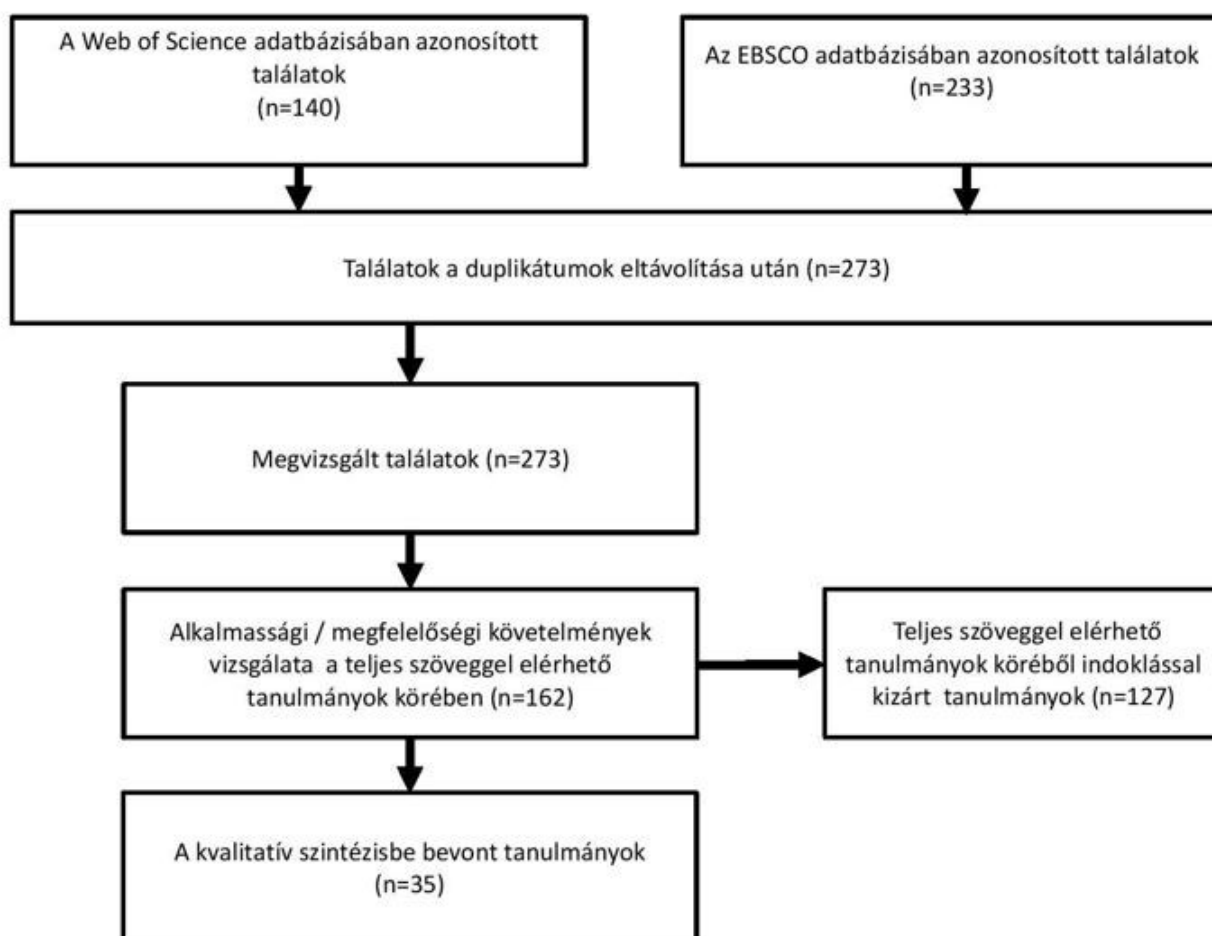 A Web of Science adatbázisában azonosított
találatok
(n=140)
Az EBSCO adatbázisában azonosított találatok
(n=233)
Találatok a duplikátumok eltávolítása után (n=273)
Megvizsgált találatok (n=273)
Alkalmassági / megfelelőségi követelmények
vizsgálata a teljes szöveggel elérhető
tanulmányok körében (n=162)
Teljes szöveggel elérhető
tanulmányok köréből indoklással
kizárt tanulmányok (n=127)
A kvalitatív szintézisbe bevont tanulmányok
(n=35)